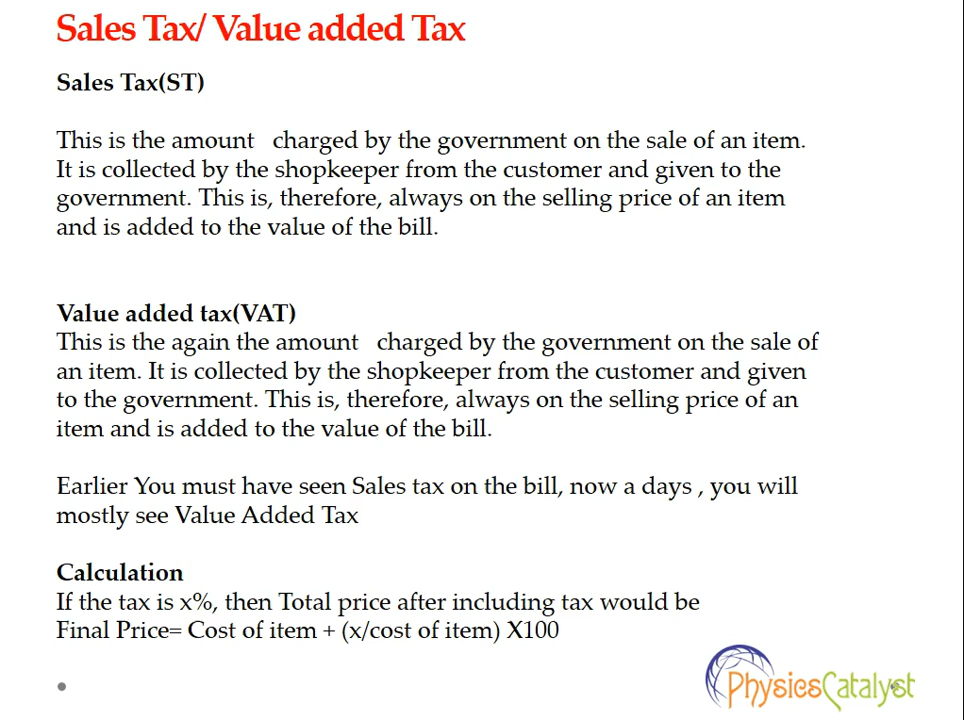 Sales Tax/ Value added Tax
Sales Tax(ST)
This is the amount   charged by the government on the sale of an item.
It is collected by the shopkeeper from the customer and given to the
government. This is, therefore, always on the selling price of an item
and is added to the value of the bill.
Value added tax(VAT)
This is the again the amount   charged by the government on the sale of
an item. It is collected by the shopkeeper from the customer and given
to the government. This is, therefore, always on the selling price of an
item and is added to the value of the bill.
Earlier You must have seen Sales tax on the bill, now a days , you will
mostly see Value Added Tax
Calculation
If the tax is x%, then Total price after including tax would be
Final Price= Cost of item + (x/cost of item) X100
PhysicsCatalyst